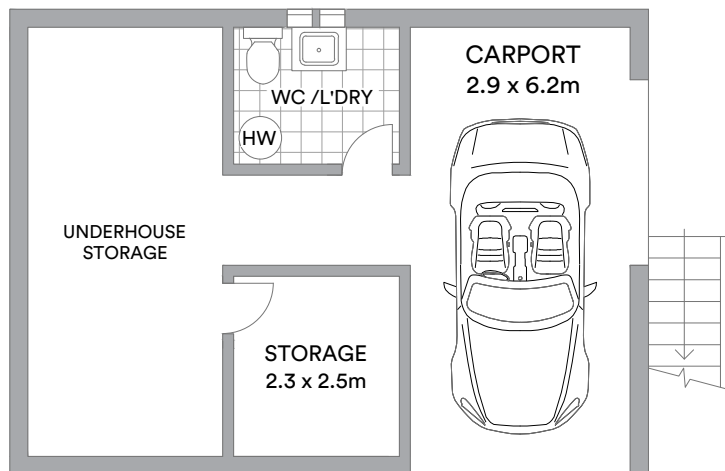 CARPORT
2.9 x 6.2m
WC /L'DRY
HW
UNDERHOUSE
STORAGE
STORAGE
2.3 x 2.5m